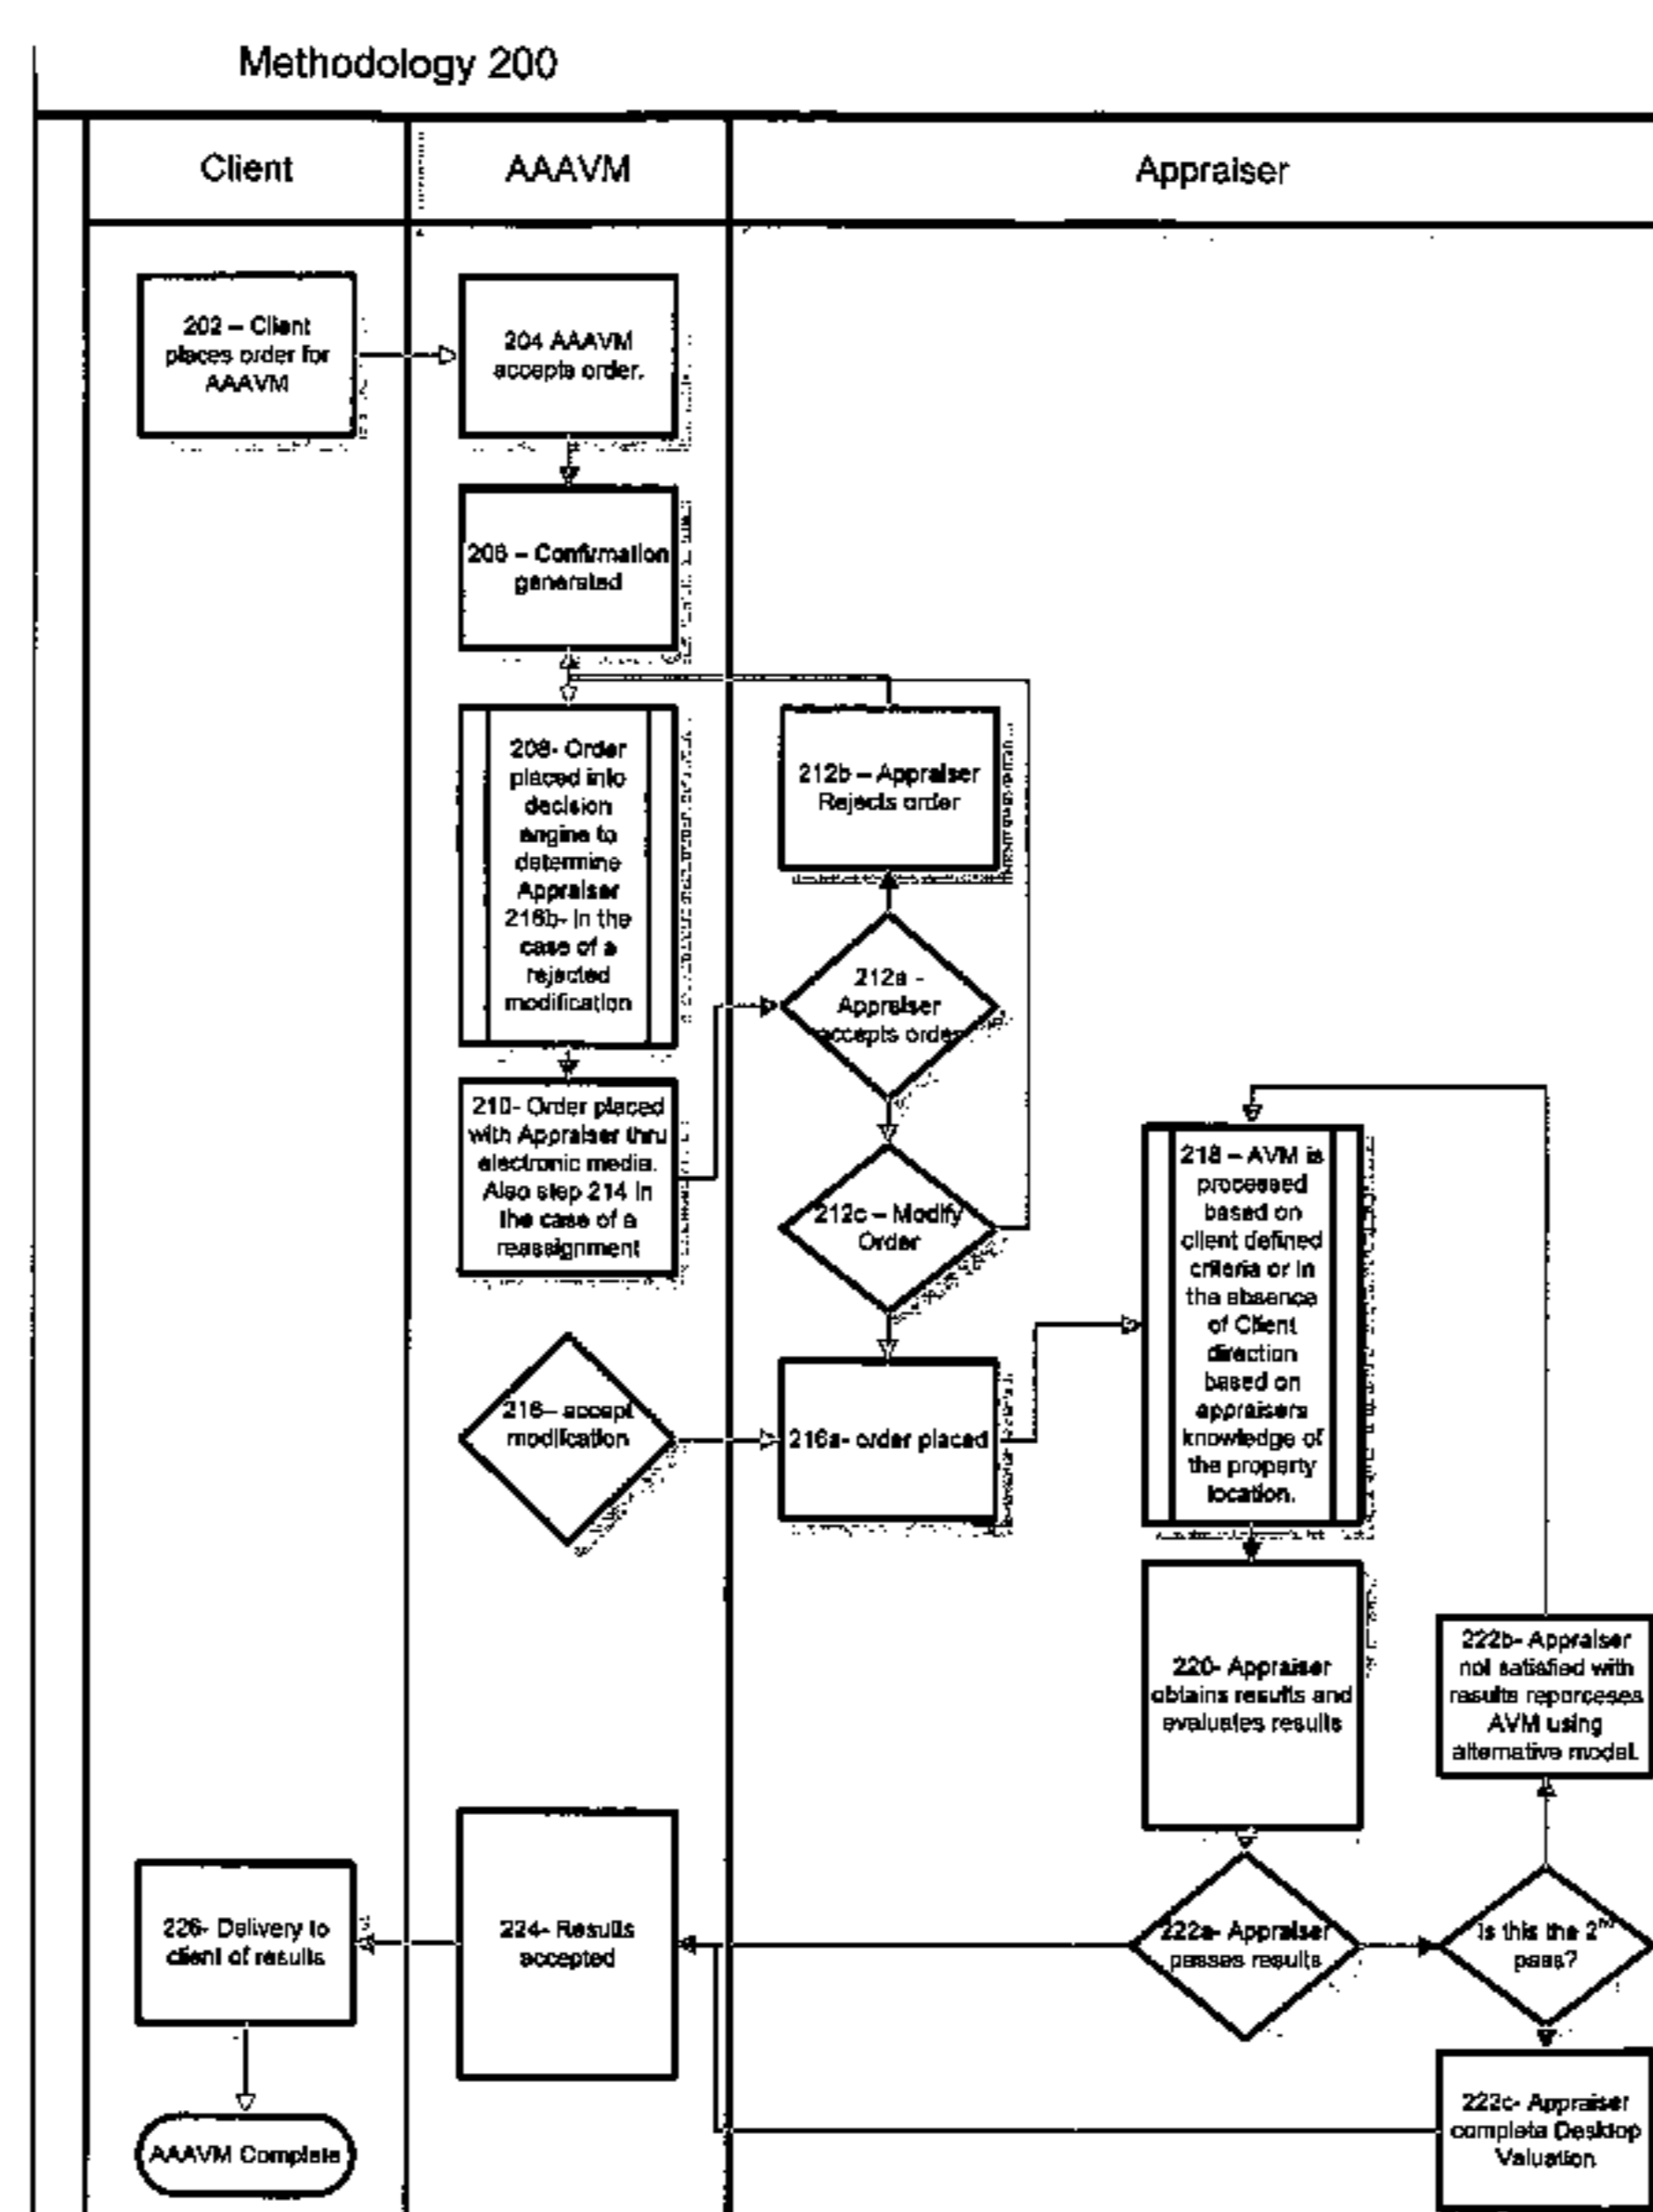 Methodology 200
Client
AAAVM
Appraiser
202 – Client
places order for
AAAVM
204 AAAVM
accepts order.
206 – Confirmation
generated
208- Order
placed into
decision
engine to
determine
Appraiser
216b- In the
case of a
rejected
modification
212b – Appraiser
Rejects order
212a -
Appraiser
accepts order
210- Order placed
with Appraiser thru
electronic media.
Also step 214 in
the case of a
reassignment
212c – Modify
Order
218 – AVM is
processed
based on
client defined
criteria or in
the absence
of Client
direction
based on
appraisers
knowledge of
the property
location.
216– accept
modification
216a- order placed
220- Appraiser
obtains results and
evaluates results
222b- Appraiser
not satisfied with
results reporceses
AVM using
alternative model.
226- Delivery to
client of results
224- Results
accepted
222a- Appraiser
passes results
Is this the 2nd
pass?
222c- Appraiser
complete Desktop
Valuation
AAAVM Complete